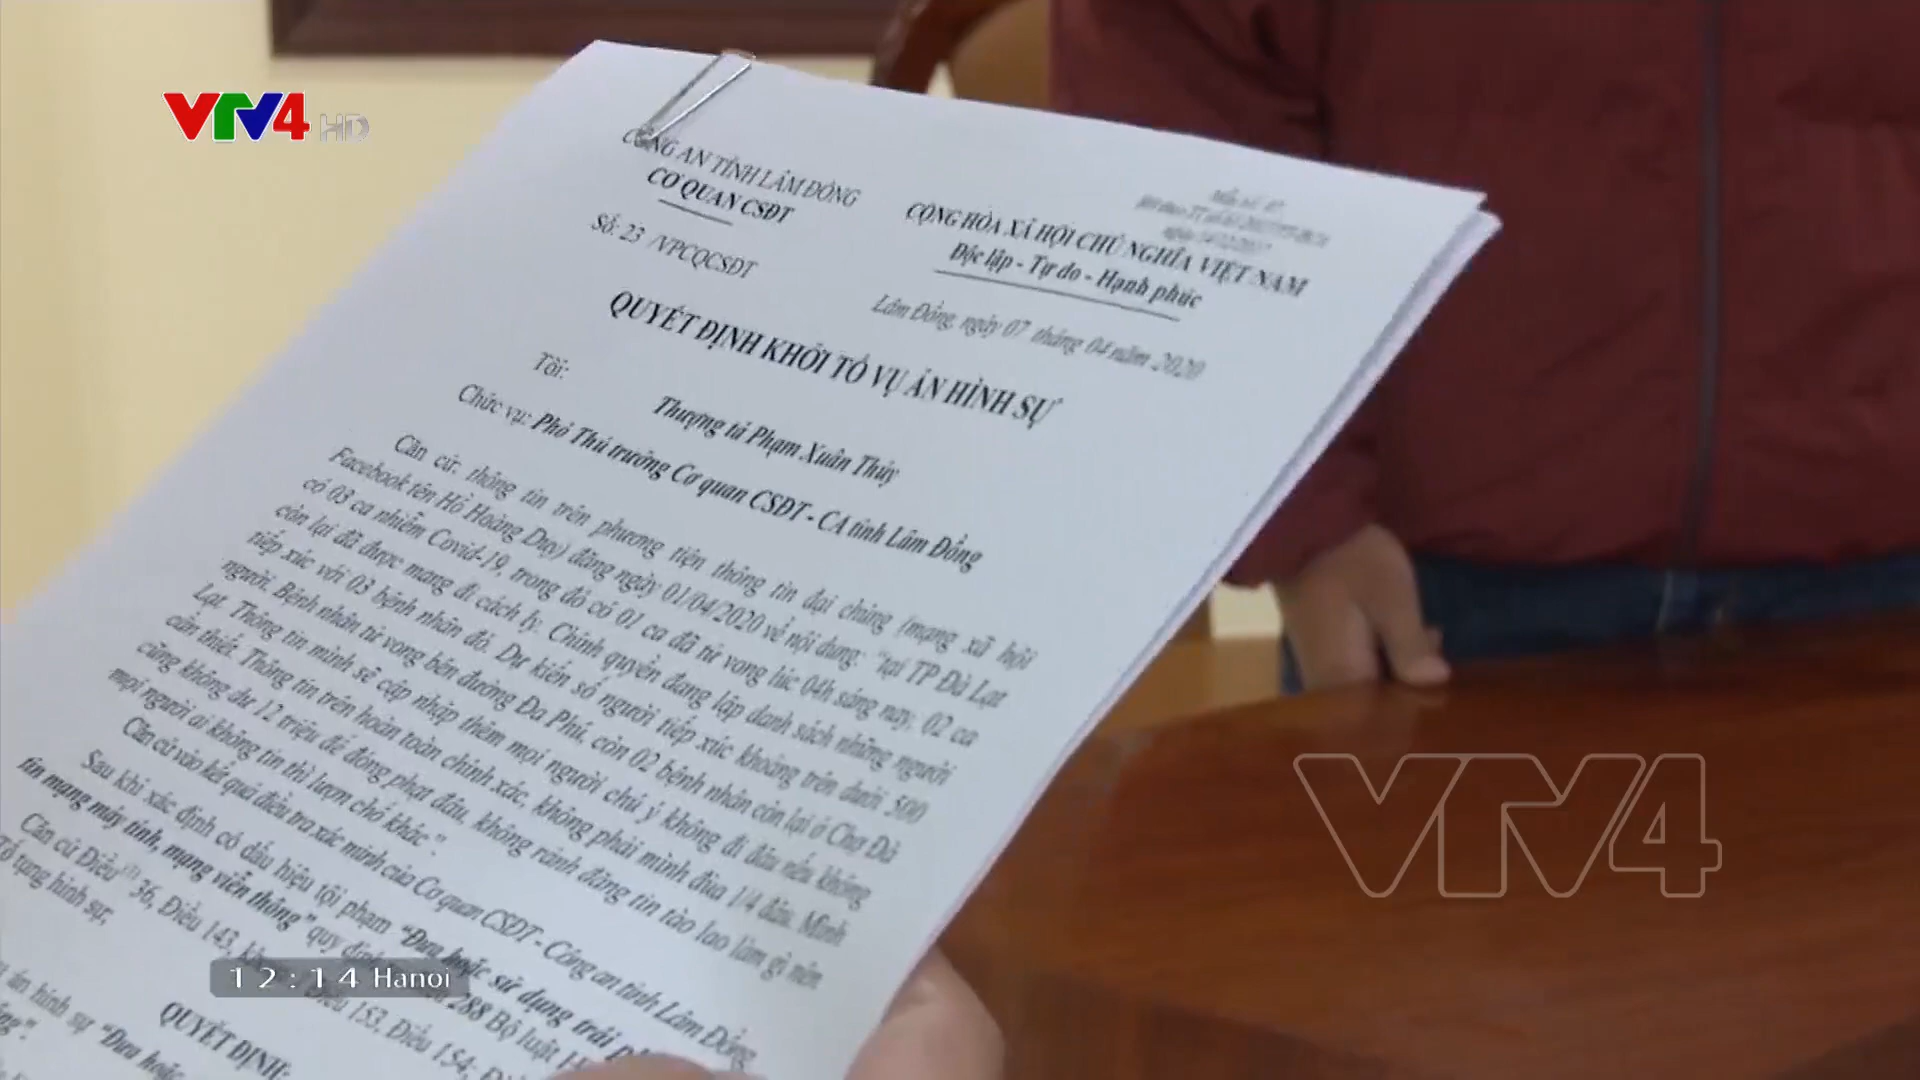 VTV4 HD
CÔNG AN TỈNH LÂM ĐỒNG
CƠ QUAN CSĐT
Số: 23 /VPCQCSĐT
CỘNG HÒA XÃ HỘI CHỦ NGHĨA VIỆT NAM
Độc lập - Tự do - Hạnh phúc
Lâm Đồng, ngày 07 tháng 04 năm 2020
QUYẾT ĐỊNH KHỞI TỐ VỤ ÁN HÌNH SỰ
Tôi:
Thượng tá Phạm Xuân Thủy
Chức vụ: Phó Thủ trưởng Cơ quan CSĐT - CA tỉnh Lâm Đồng
Căn cứ: thông tin trên phương tiện thông tin đại chúng (mạng xã hội
Facebook tên Hồ Hoàng Duy) đăng ngày 01/04/2020 về nội dung: "tại TP Đà Lạt
có 03 ca nhiễm Covid-19, trong đó có 01 ca đã tử vong lúc 04h sáng nay, 02 ca
còn lại đã được mang đi cách ly. Chính quyền đang lập danh sách những người
tiếp xúc với 03 bệnh nhân đó. Dự kiến số người tiếp xúc khoảng trên dưới 500
người. Bệnh nhân tử vong bên đường Đa Phú, còn 02 bệnh nhân còn lại ở Chợ Đà
Lạt. Thông tin mình sẽ cập nhập thêm mọi người chú ý không đi đâu nếu không
cần thiết. Thông tin trên hoàn toàn chính xác, không phải mình đùa 1/4 đâu. Mình
cũng không dư 12 triệu để đóng phạt đâu, không rảnh đăng tin tào lao làm gì nên
mọi người ai không tin thì lượn chổ khác".
Căn cứ vào kết quả điều tra xác minh của Cơ quan CSĐT - Công an tỉnh Lâm Đồng
Sau khi xác định có dấu hiệu tội phạm "Đưa hoặc sử dụng trái
tin mạng máy tính, mạng viễn thông" quy định 288 Bộ luật
Căn cứ Điều 36, Điều 143, Điều 153, Điều 154;
Tố tụng hình sự;
QUYẾT ĐỊNH:
án hình sự "Đưa hoặc
12:14 Hanoi
VTV4